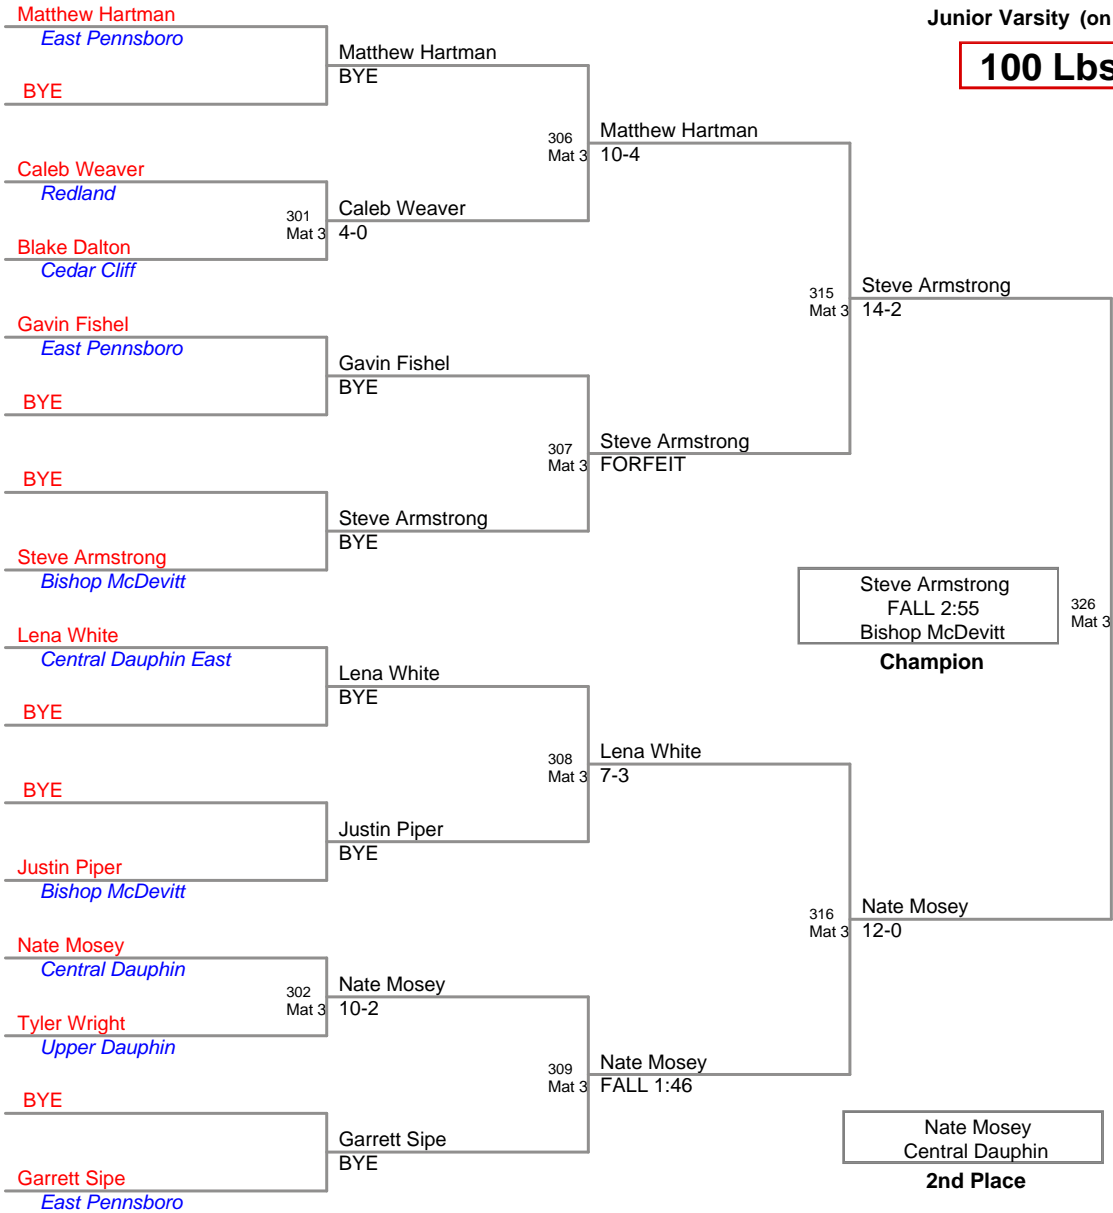 Junior Varsity (on
100 Lbs
Matthew Hartman
East Pennsboro
BYE
Caleb Weaver
Redland
Blake Dalton
Cedar Cliff
Gavin Fishel
East Pennsboro
BYE
BYE
Steve Armstrong
Bishop McDevitt
Lena White
Central Dauphin East
BYE
BYE
Justin Piper
Bishop McDevitt
Nate Mosey
Central Dauphin
Tyler Wright
Upper Dauphin
BYE
Garrett Sipe
East Pennsboro
Matthew Hartman
BYE
301
Mat 3
Caleb Weaver
4-0
Gavin Fishel
BYE
Steve Armstrong
BYE
Lena White
BYE
Justin Piper
BYE
302
Mat 3
Nate Mosey
10-2
Garrett Sipe
BYE
306
Mat 3
Matthew Hartman
10-4
307
Mat 3
Steve Armstrong
FORFEIT
308
Mat 3
Lena White
7-3
309
Mat 3
Nate Mosey
FALL 1:46
315
Mat 3
Steve Armstrong
14-2
316
Mat 3
Nate Mosey
12-0
326
Mat 3
Steve Armstrong
FALL 2:55
Bishop McDevitt
Champion
Nate Mosey
Central Dauphin
2nd Place